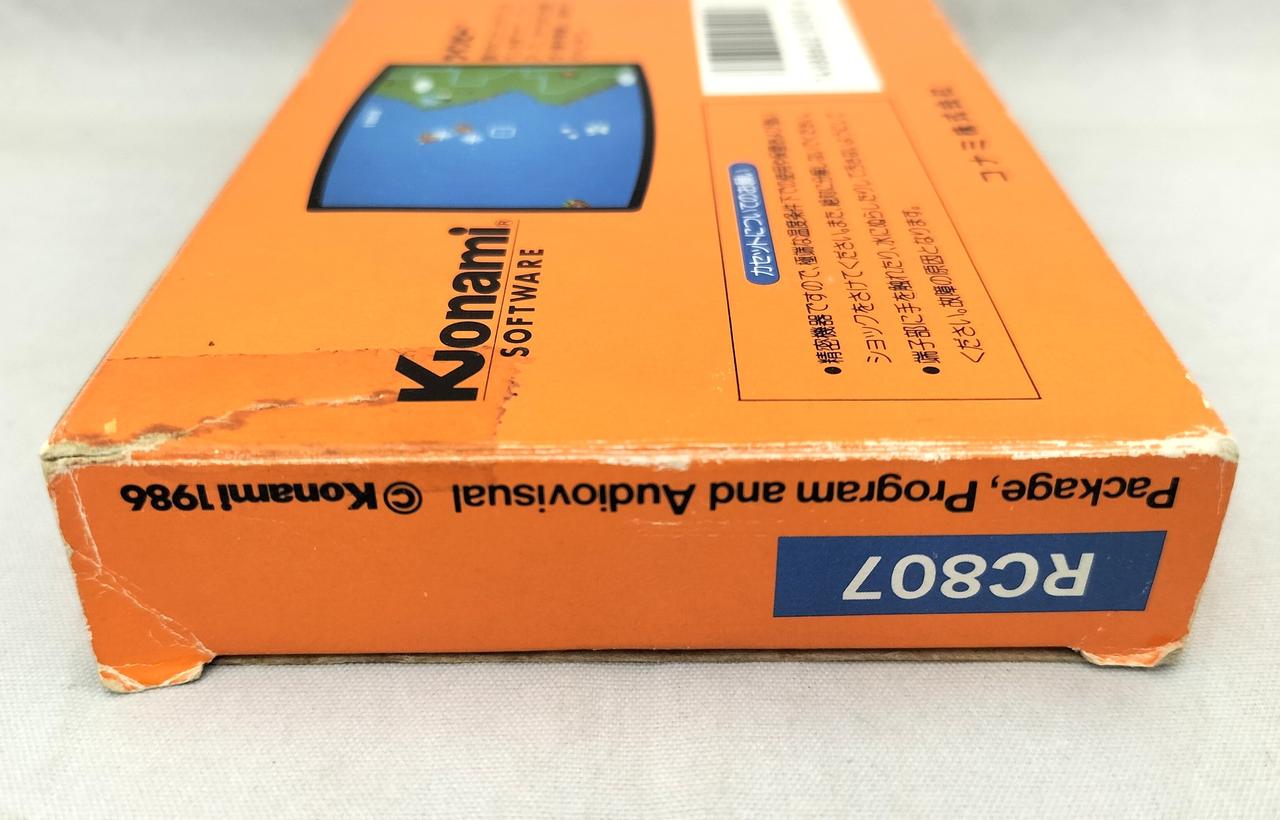 Konami®
SOFTWARE
カセットについてのお願い
●精密機器ですので、極端な温度条件下での使用や保管および強い
ショックをさけてください。また、絶対に分解しないでください。
●端子部に手を触れたり、水にぬらしたりして汚さないようにして
ください。故障の原因となります。
コナミ株式会社
Package, Program and Audiovisual © Konami 1986
RC807